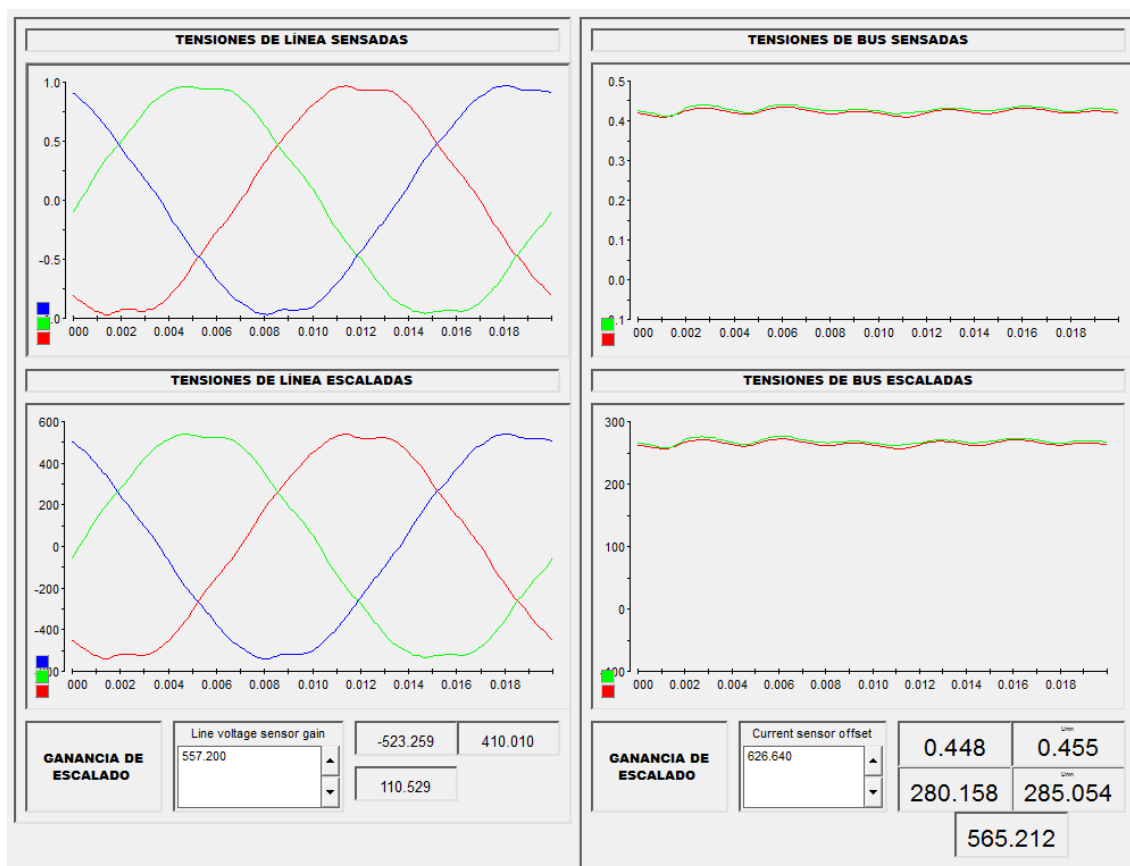 TENSIONES DE LÍNEA SENSADAS
1.0
0.5
0.0
-0.5
.0
000 0.002 0.004 0.006 0.008 0.010 0.012 0.014 0.016 0.018
TENSIONES DE LÍNEA ESCALADAS
600
400
200
0
-200
-400
00
000 0.002 0.004 0.006 0.008 0.010 0.012 0.014 0.016 0.018
GANANCIA DE
ESCALADO
Line voltage sensor gain
557.200
-523.259 410.010
110.529
TENSIONES DE BUS SENSADAS
0.5
0.4
0.3
0.2
0.1
0.0
0.1
000 0.002 0.004 0.006 0.008 0.010 0.012 0.014 0.016 0.018
TENSIONES DE BUS ESCALADAS
300
200
100
0
100
000 0.002 0.004 0.006 0.008 0.010 0.012 0.014 0.016 0.018
GANANCIA DE
ESCALADO
Current sensor offset
626.640
0.448 0.455
280.158 285.054
565.212